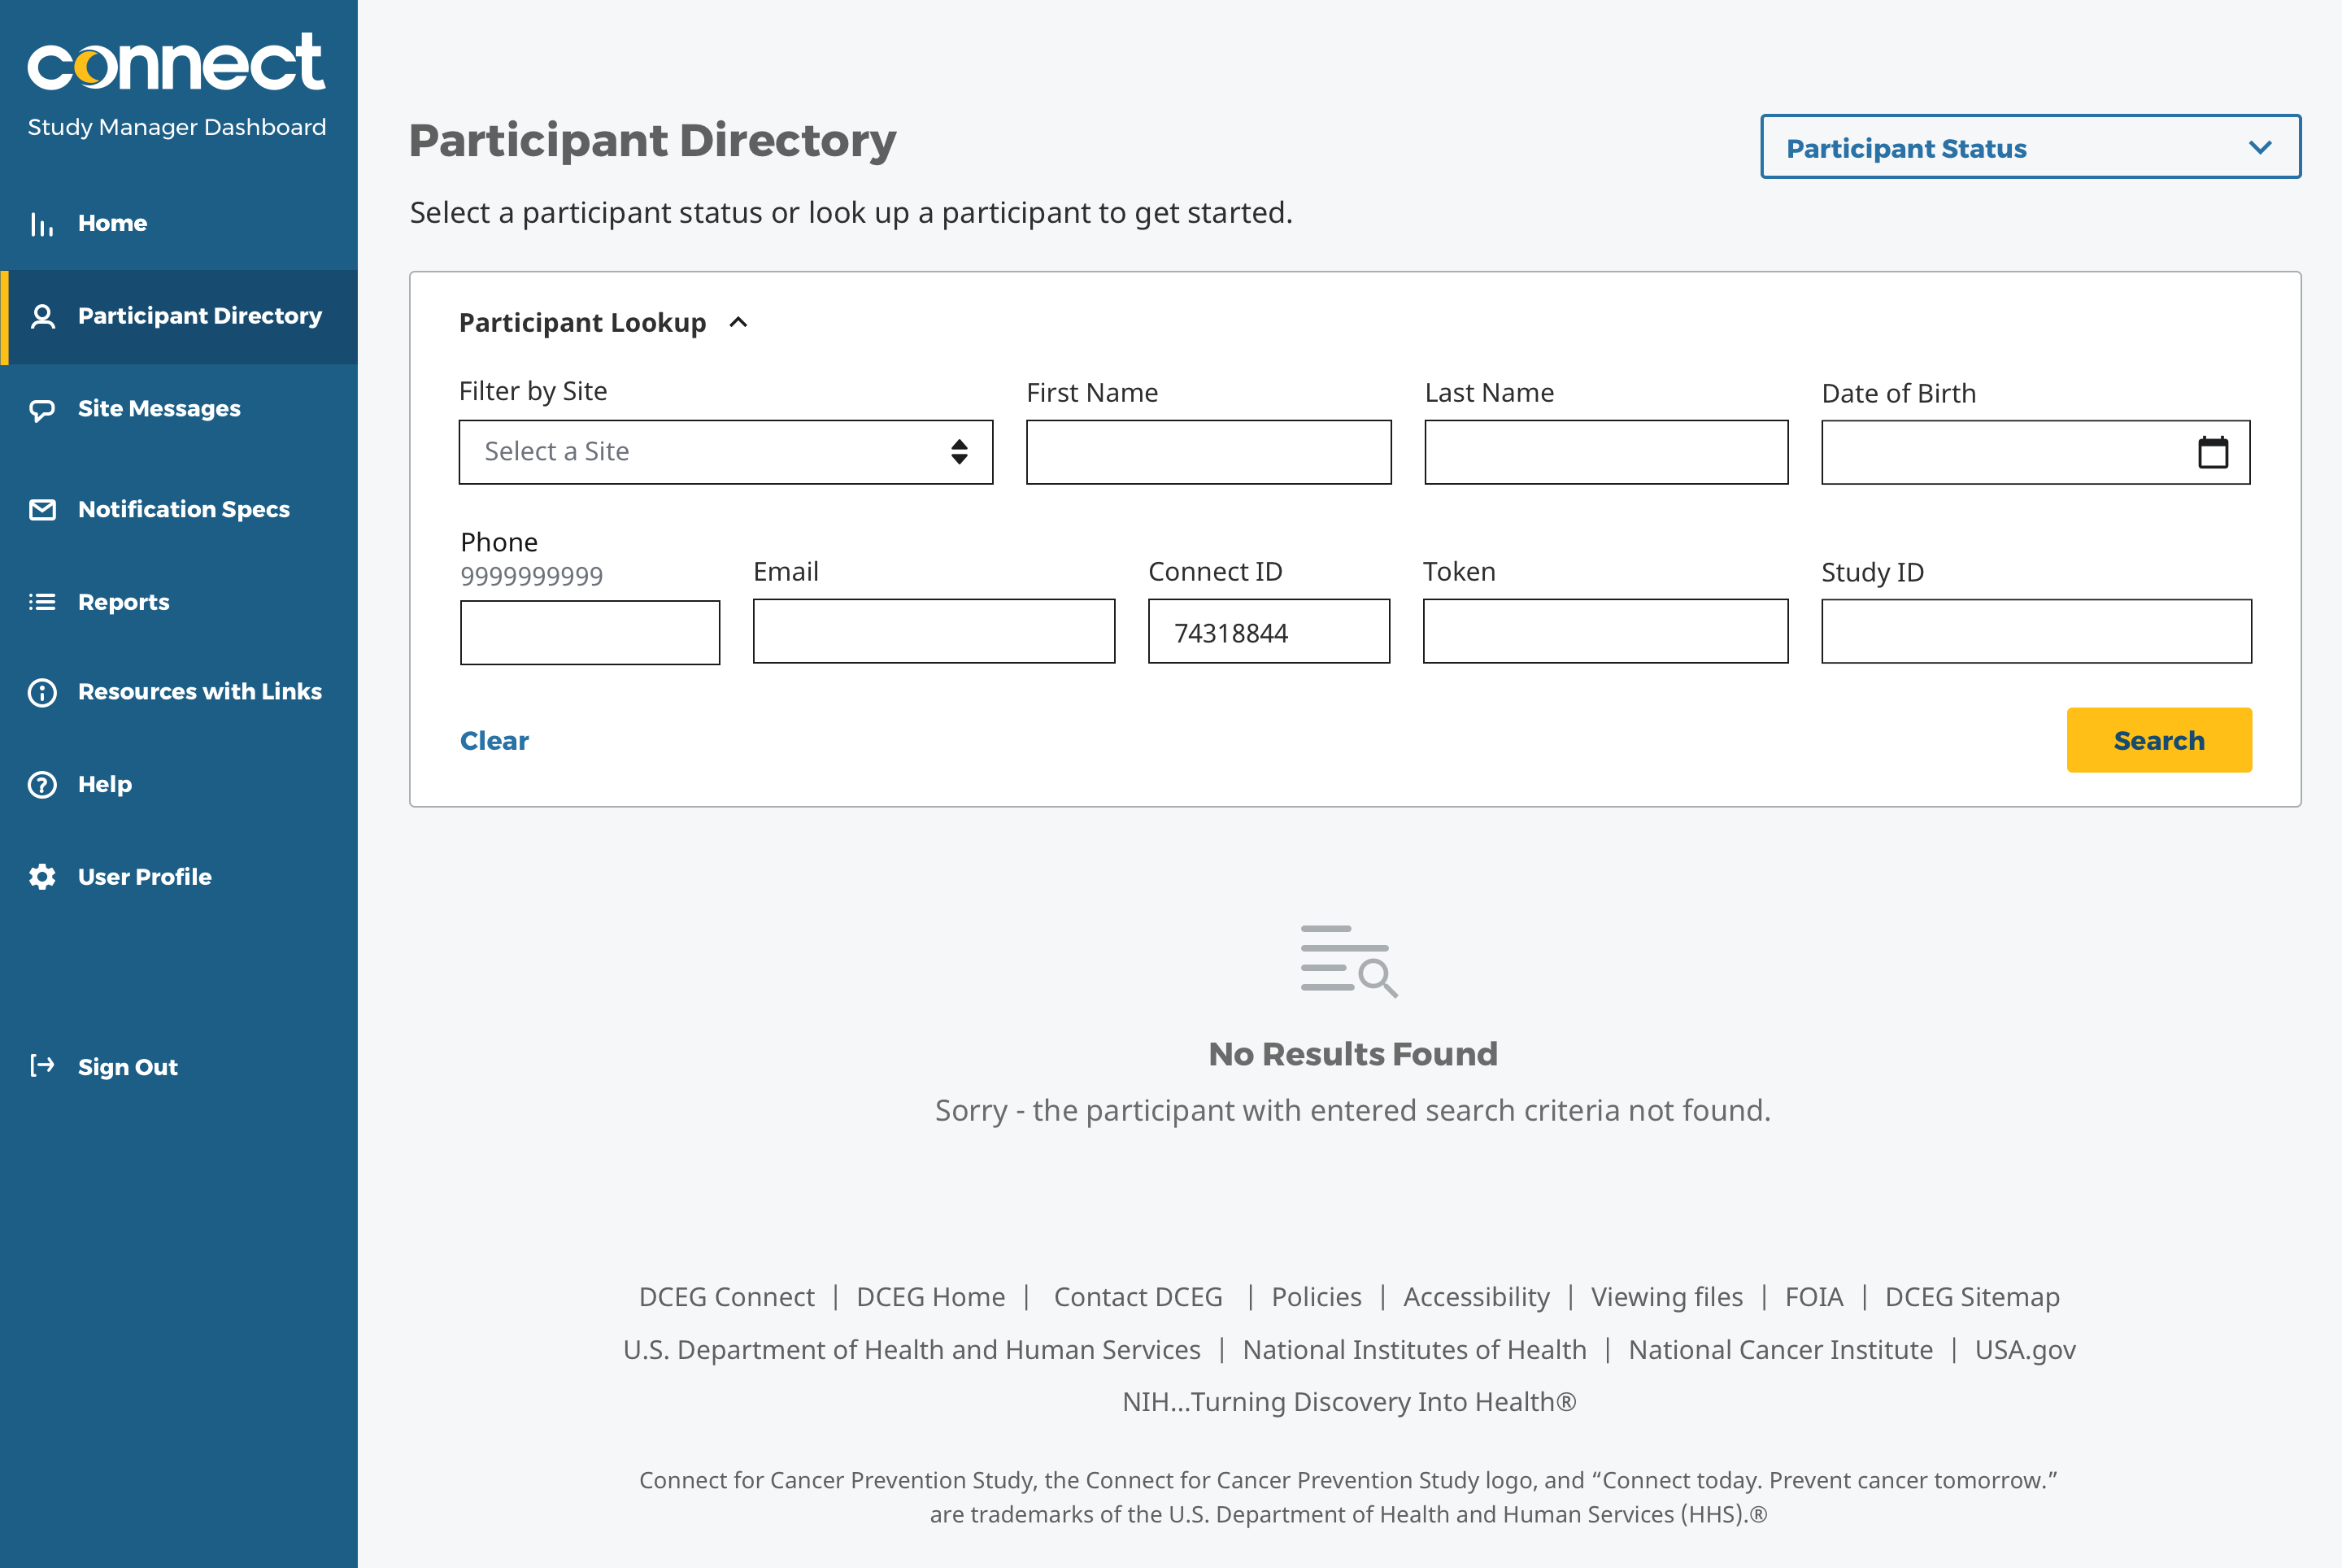 connect
Study Manager Dashboard
Home
Participant Directory
Site Messages
Notification Specs
Reports
Resources with Links
Help
User Profile
Sign Out
Participant Directory
Participant Status
Select a participant status or look up a participant to get started.
Participant Lookup
Filter by Site
First Name
Last Name
Date of Birth
Select a Site
Phone
9999999999
Email
Connect ID
Token
Study ID
74318844
Clear
Search
No Results Found
Sorry - the participant with entered search criteria not found.
DCEG Connect | DCEG Home | Contact DCEG | Policies | Accessibility | Viewing files | FOIA | DCEG Sitemap
U.S. Department of Health and Human Services | National Institutes of Health | National Cancer Institute | USA.gov
NIH...Turning Discovery Into Health®
Connect for Cancer Prevention Study, the Connect for Cancer Prevention Study logo, and “Connect today. Prevent cancer tomorrow.”
are trademarks of the U.S. Department of Health and Human Services (HHS).®